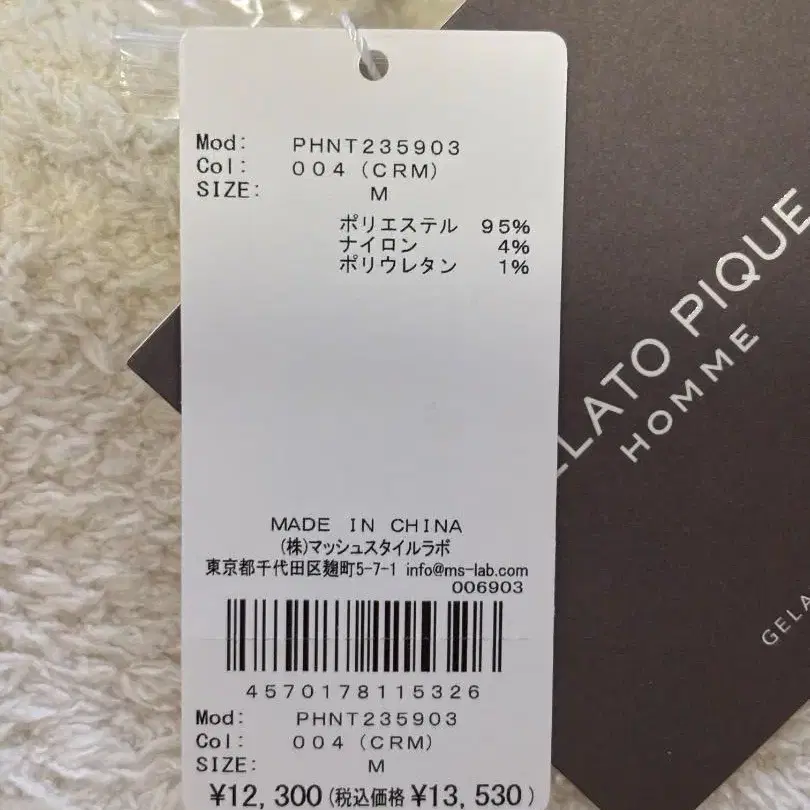 Mod: PHNT235903
Col: 004 (CRM)
SIZE: M
ポリエステル 95%
ナイロン 4%
ポリウレタン 1%
MADE IN CHINA
(株)マッシュスタイルラボ
東京都千代田区麹町5-7-1 info@ms-lab.com
006903
4570178115326
Mod: PHNT235903
Col: 004 (CRM)
SIZE: M
¥12,300(税込価格 ¥13,530)
ELATO PIQUE
HOMME
GELA